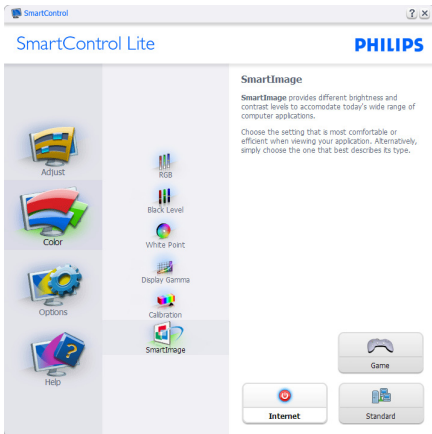 SmartControl
? x
SmartControl Lite
PHILIPS
Adjust
Color
Options
Help
RGB
Black Level
White Point
Display Gamma
Calibration
SmartImage
SmartImage
SmartImage provides different brightness and
contrast levels to accomodate today's wide range of
computer applications.
Choose the setting that is most comfortable or
efficient when viewing your application. Alternatively,
simply choose the one that best describes its type.
Game
Internet
Standard